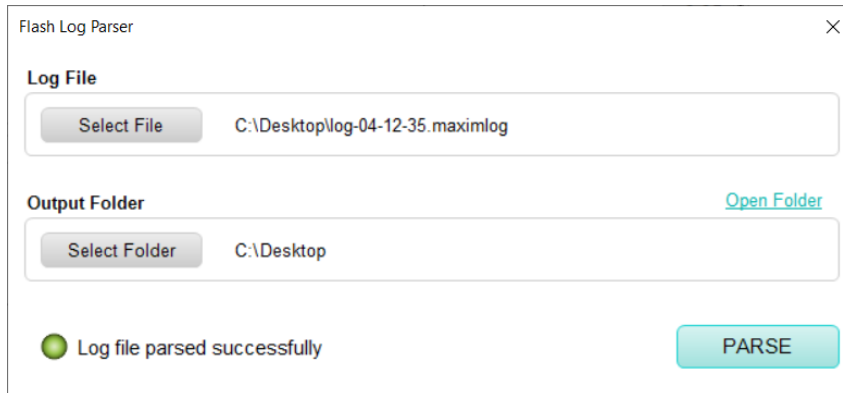 Flash Log Parser
Log File
Select File C:\Desktop\log-04-12-35.maximlog
Output Folder Open Folder
Select Folder C:\Desktop
Log file parsed successfully PARSE